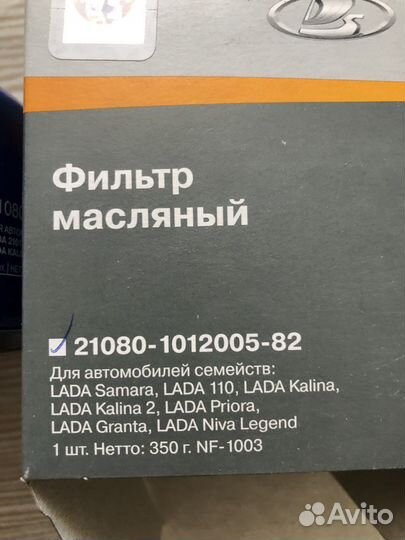 Фильтр
масляный
21080-1012005-82
Для автомобилей семейств:
LADA Samara, LADA 110, LADA Kalina,
LADA Kalina 2, LADA Priora,
LADA Granta, LADA Niva Legend
1 шт. Нетто: 350 г. NF-1003
Avito